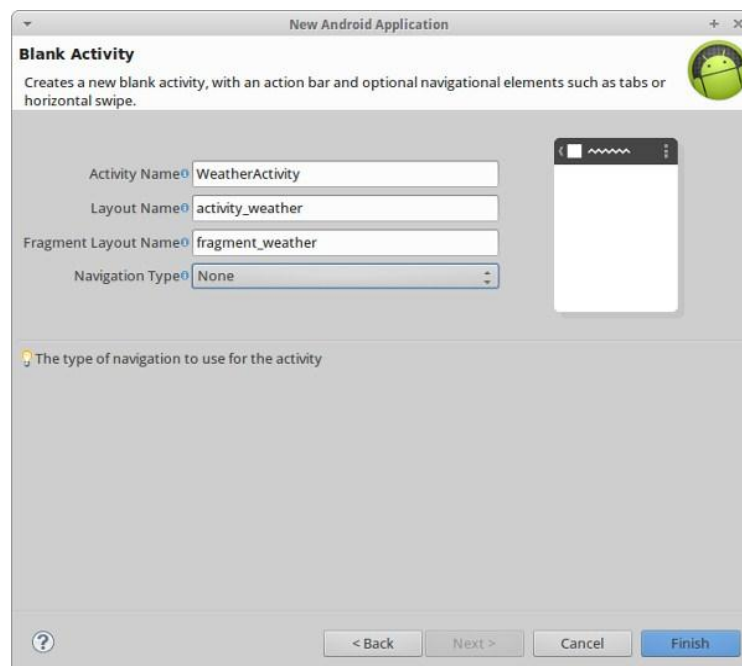 New Android Application
Blank Activity
Creates a new blank activity, with an action bar and optional navigational elements such as tabs or
horizontal swipe.
Activity Name WeatherActivity
Layout Name activity_weather
Fragment Layout Name fragment_weather
Navigation Type None
The type of navigation to use for the activity
< Back Next > Cancel Finish